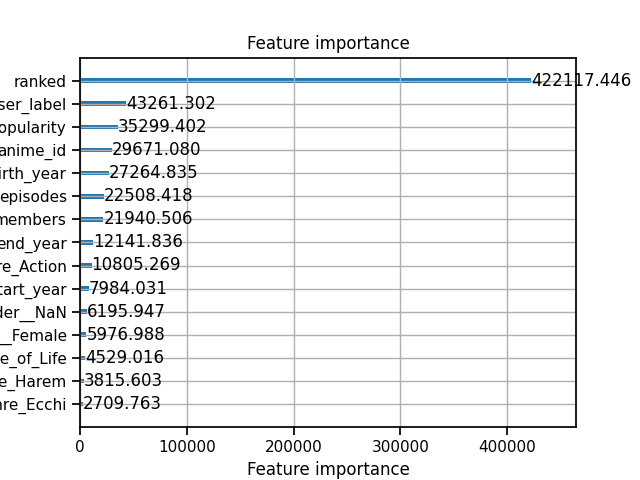 Feature importance
ranked 422117.446
ser_label 43261.302
opularity 35299.402
anime_id 29671.080
irth_year 27264.835
episodes 22508.418
members 21940.506
end_year 12141.836
re_Action 10805.269
tart_year 7984.031
der__NaN 6195.947
__Female 5976.988
e_of_Life 4529.016
e_Harem 3815.603
nre_Ecchi 2709.763
0 100000 200000 300000 400000
Feature importance